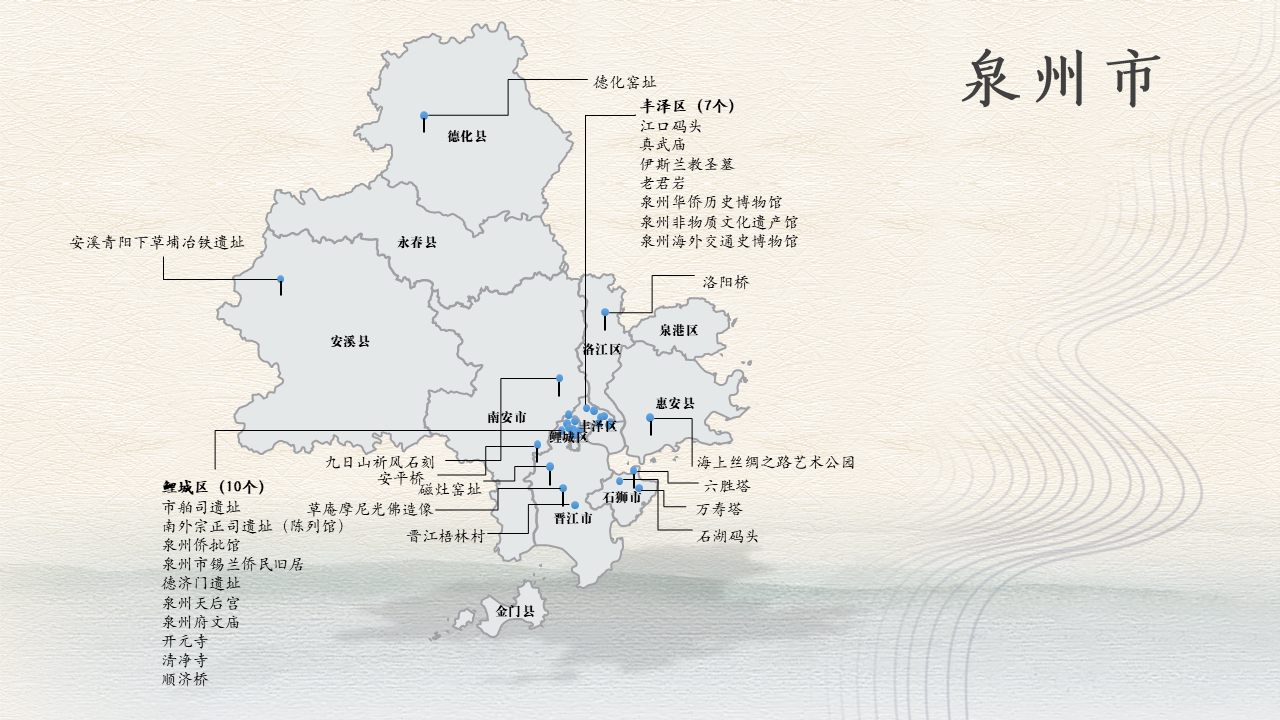 泉州市
德化窑址
丰泽区（7个）
江口码头
真武庙
伊斯兰教圣墓
老君岩
泉州华侨历史博物馆
泉州非物质文化遗产馆
泉州海外交通史博物馆
德化县
永春县
安溪青阳下草埔冶铁遗址
洛阳桥
泉港区
安溪县
洛江区
惠安县
南安市
丰泽区
鲤城区
九日山祈风石刻
安平桥
磁灶窑址
草庵摩尼光佛造像
晋江梧林村
海上丝绸之路艺术公园
六胜塔
万寿塔
石湖码头
石狮市
晋江市
鲤城区（10个）
市舶司遗址
南外宗正司遗址（陈列馆）
泉州侨批馆
泉州市锡兰侨民旧居
德济门遗址
泉州天后宫
泉州府文庙
开元寺
清净寺
顺济桥
金门县